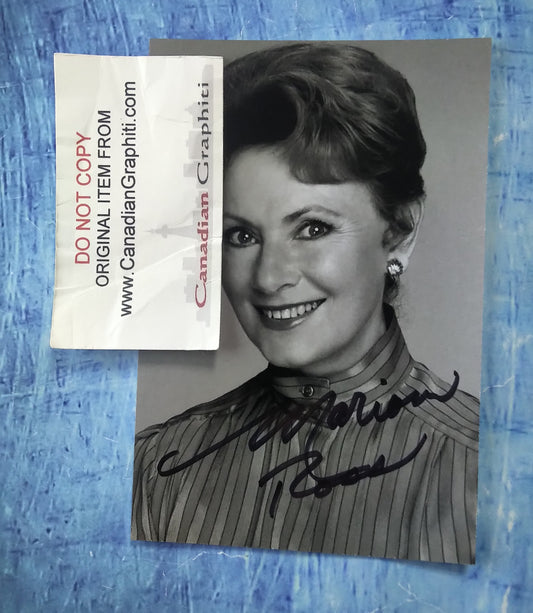 DO NOT COPY
ORIGINAL ITEM FROM
www.CanadianGraphiti.com
Canadian Graphiti
Marion
Ross